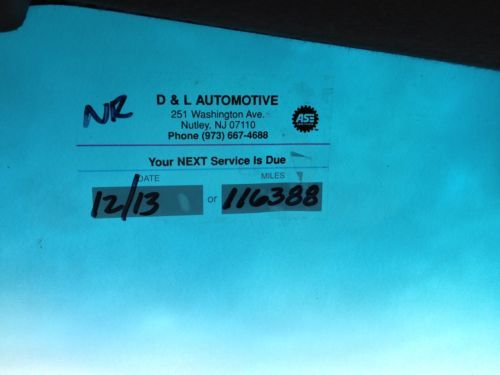 NR
D & L AUTOMOTIVE
251 Washington Ave.
Nutley, NJ 07110
Phone (973) 667-4688
ASE
Your NEXT Service Is Due
DATE MILES
12/13 or 116388